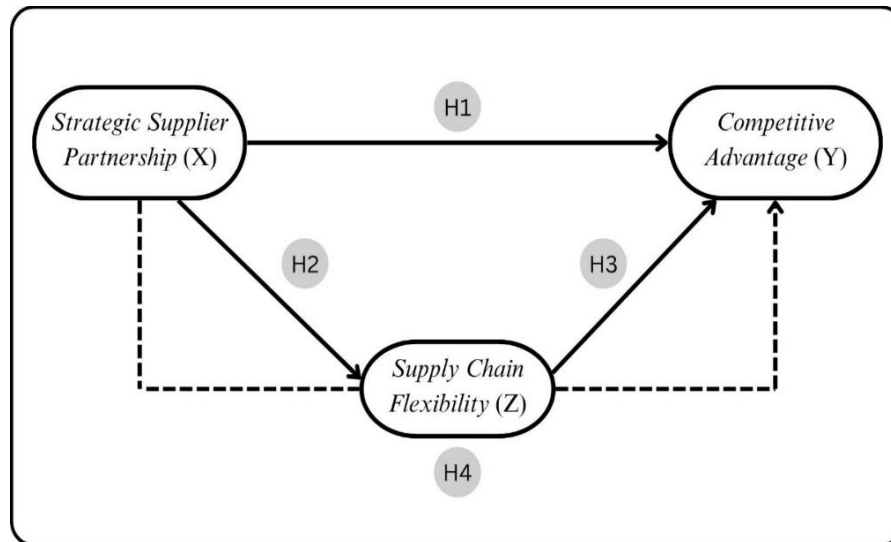 H1
Strategic Supplier
Partnership (X)
Competitive
Advantage (Y)
H2
H3
Supply Chain
Flexibility (Z)
H4